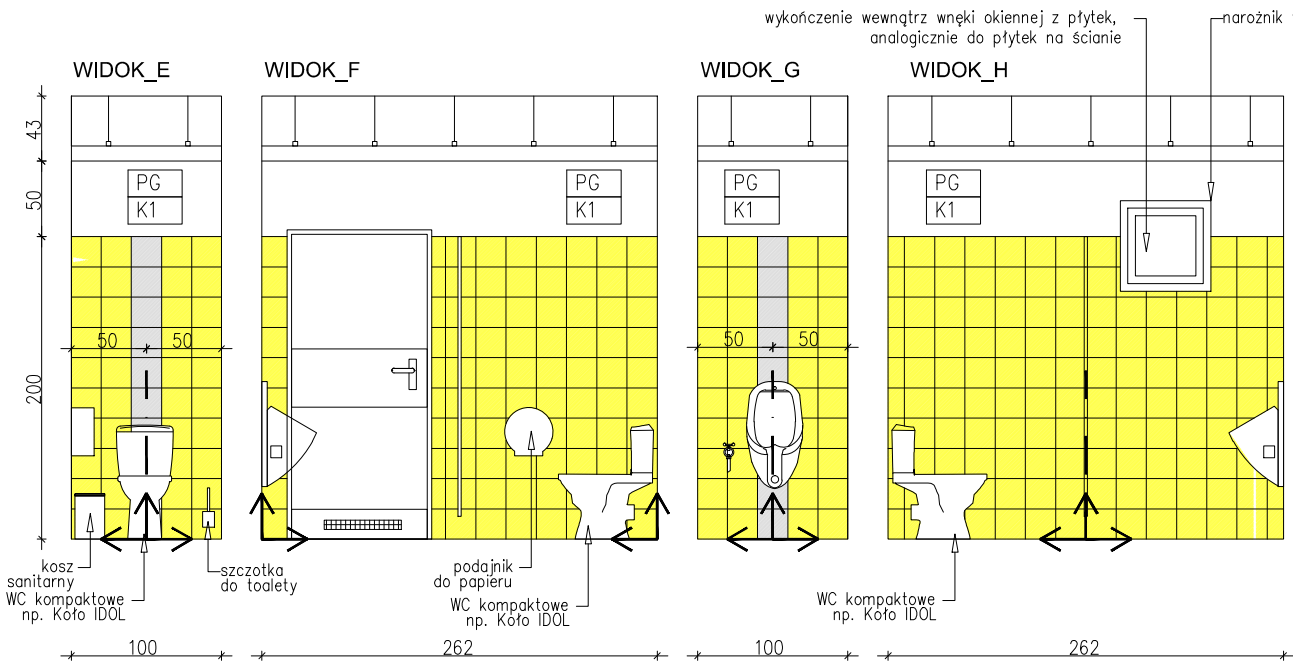 wykończenie wewnątrz wnęki okiennej z płytek,
analogicznie do płytek na ścianie
narożnik
WIDOK_E
WIDOK_F
WIDOK_G
WIDOK_H
43
50
200
PG
K1
PG
K1
PG
K1
PG
K1
50
50
50
50
kosz
sanitarny
WC kompaktowe
np. Koło IDOL
szczotka
do toalety
podajnik
do papieru
WC kompaktowe
np. Koło IDOL
WC kompaktowe
np. Koło IDOL
100
262
100
262